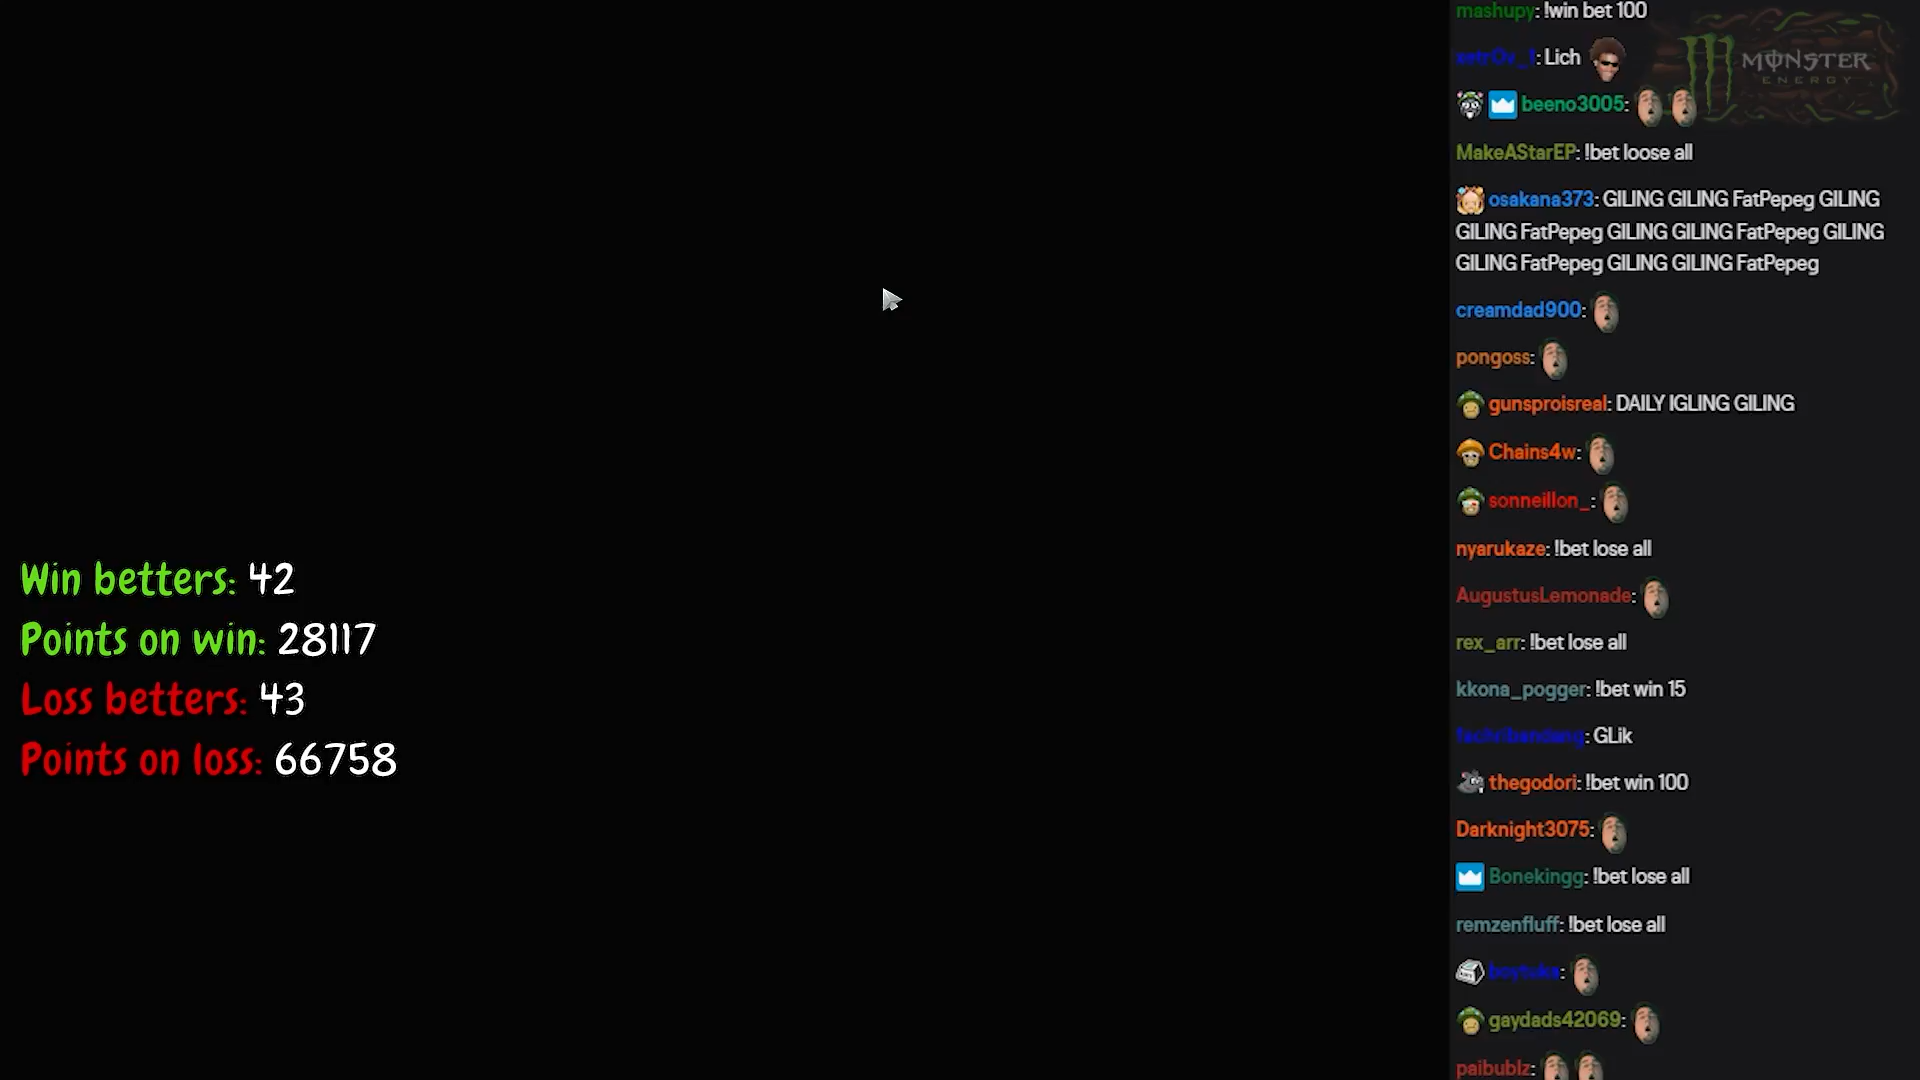 Win betters: 42
Points on win: 28117
Loss betters: 43
Points on loss: 66758
mashupy: !win bet 100
MONSTER
ENERGY
: Lich
beeno3005:
MakeAStarEP: !bet loose all
osakana373: GILING GILING FatPepeg GILING
GILING FatPepeg GILING GILING FatPepeg GILING
GILING FatPepeg GILING GILING FatPepeg
creamdad900:
pongoss:
gunsproisreal: DAILY IGLING GILING
Chains4w:
sonneillon_:
nyarukaze: !bet lose all
AugustusLemonade:
rex_arr: !bet lose all
kkona_pogger: !bet win 15
: GLik
thegodori: !bet win 100
Darknight3075:
Bonekingg: !bet lose all
remzenfluff: !bet lose all
gaydads42069:
paibublz: